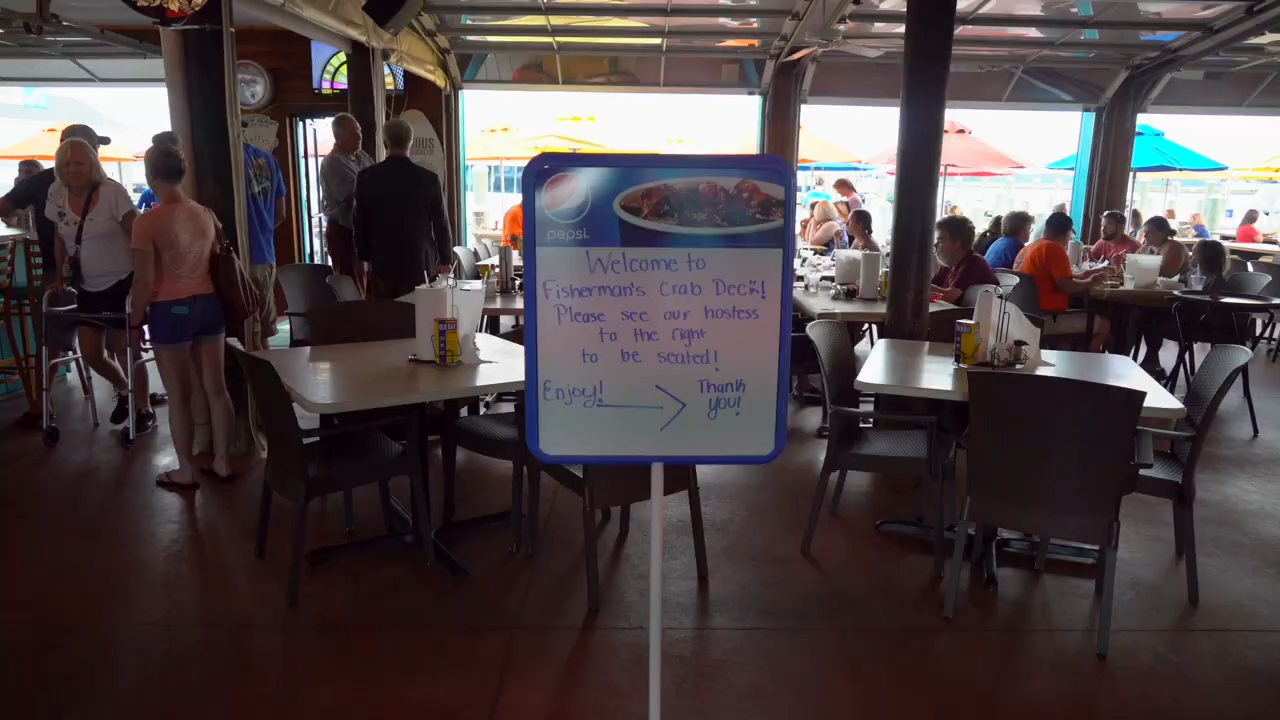 pepsi
Welcome to
Fisherman's Crab Deck!
Please see our hostess
to the right
to be seated!
Enjoy!
Thank
you!